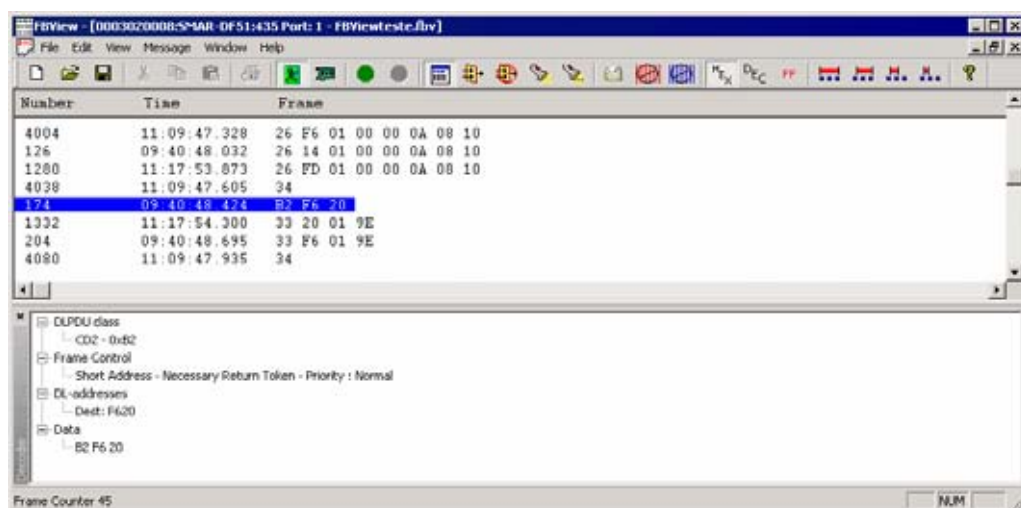 FBView - [0003020008:SMAR-DF51:435 Port: 1 - FBViewteste.fbv]
File Edit View Message Window Help
Number Time Frame
4004 11:09:47.328 26 F6 01 00 00 0A 08 10
126 09:40:48.032 26 14 01 00 00 0A 08 10
1280 11:17:53.873 26 FD 01 00 00 0A 08 10
4038 11:09:47.605 34
174 09:40:48.424 B2 F6 20
1332 11:17:54.300 33 20 01 9E
204 09:40:48.695 33 F6 01 9E
4080 11:09:47.935 34
DLPDU class
CD2 - 0xB2
Frame Control
Short Address - Necessary Return Token - Priority : Normal
DL-addresses
Dest: F620
Data
B2 F6 20
Frame Counter 45
NUM